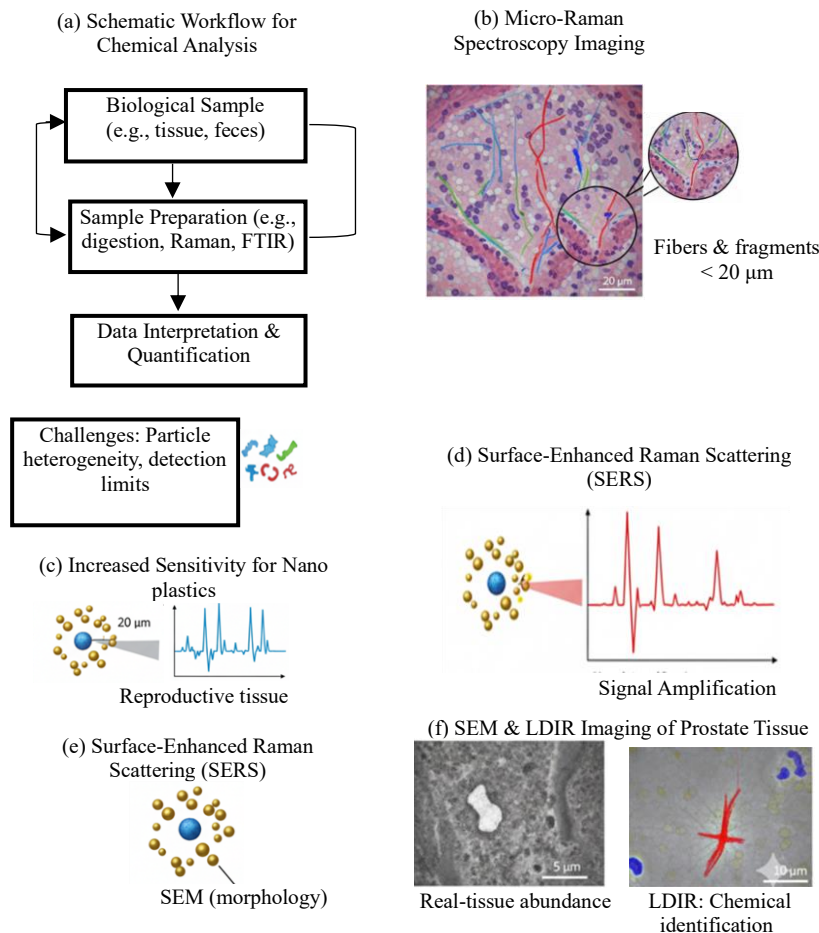 (a) Schematic Workflow for
Chemical Analysis
Biological Sample
(e.g., tissue, feces)
Sample Preparation (e.g.,
digestion, Raman, FTIR)
Data Interpretation &
Quantification
Challenges: Particle
heterogeneity, detection
limits
(b) Micro-Raman
Spectroscopy Imaging
20 μm
Fibers & fragments
< 20 μm
(c) Increased Sensitivity for Nano
plastics
20 μm
Reproductive tissue
(d) Surface-Enhanced Raman Scattering
(SERS)
Signal Amplification
(e) Surface-Enhanced Raman
Scattering (SERS)
SEM (morphology)
(f) SEM & LDIR Imaging of Prostate Tissue
5 μm
10 μm
Real-tissue abundance
LDIR: Chemical
identification